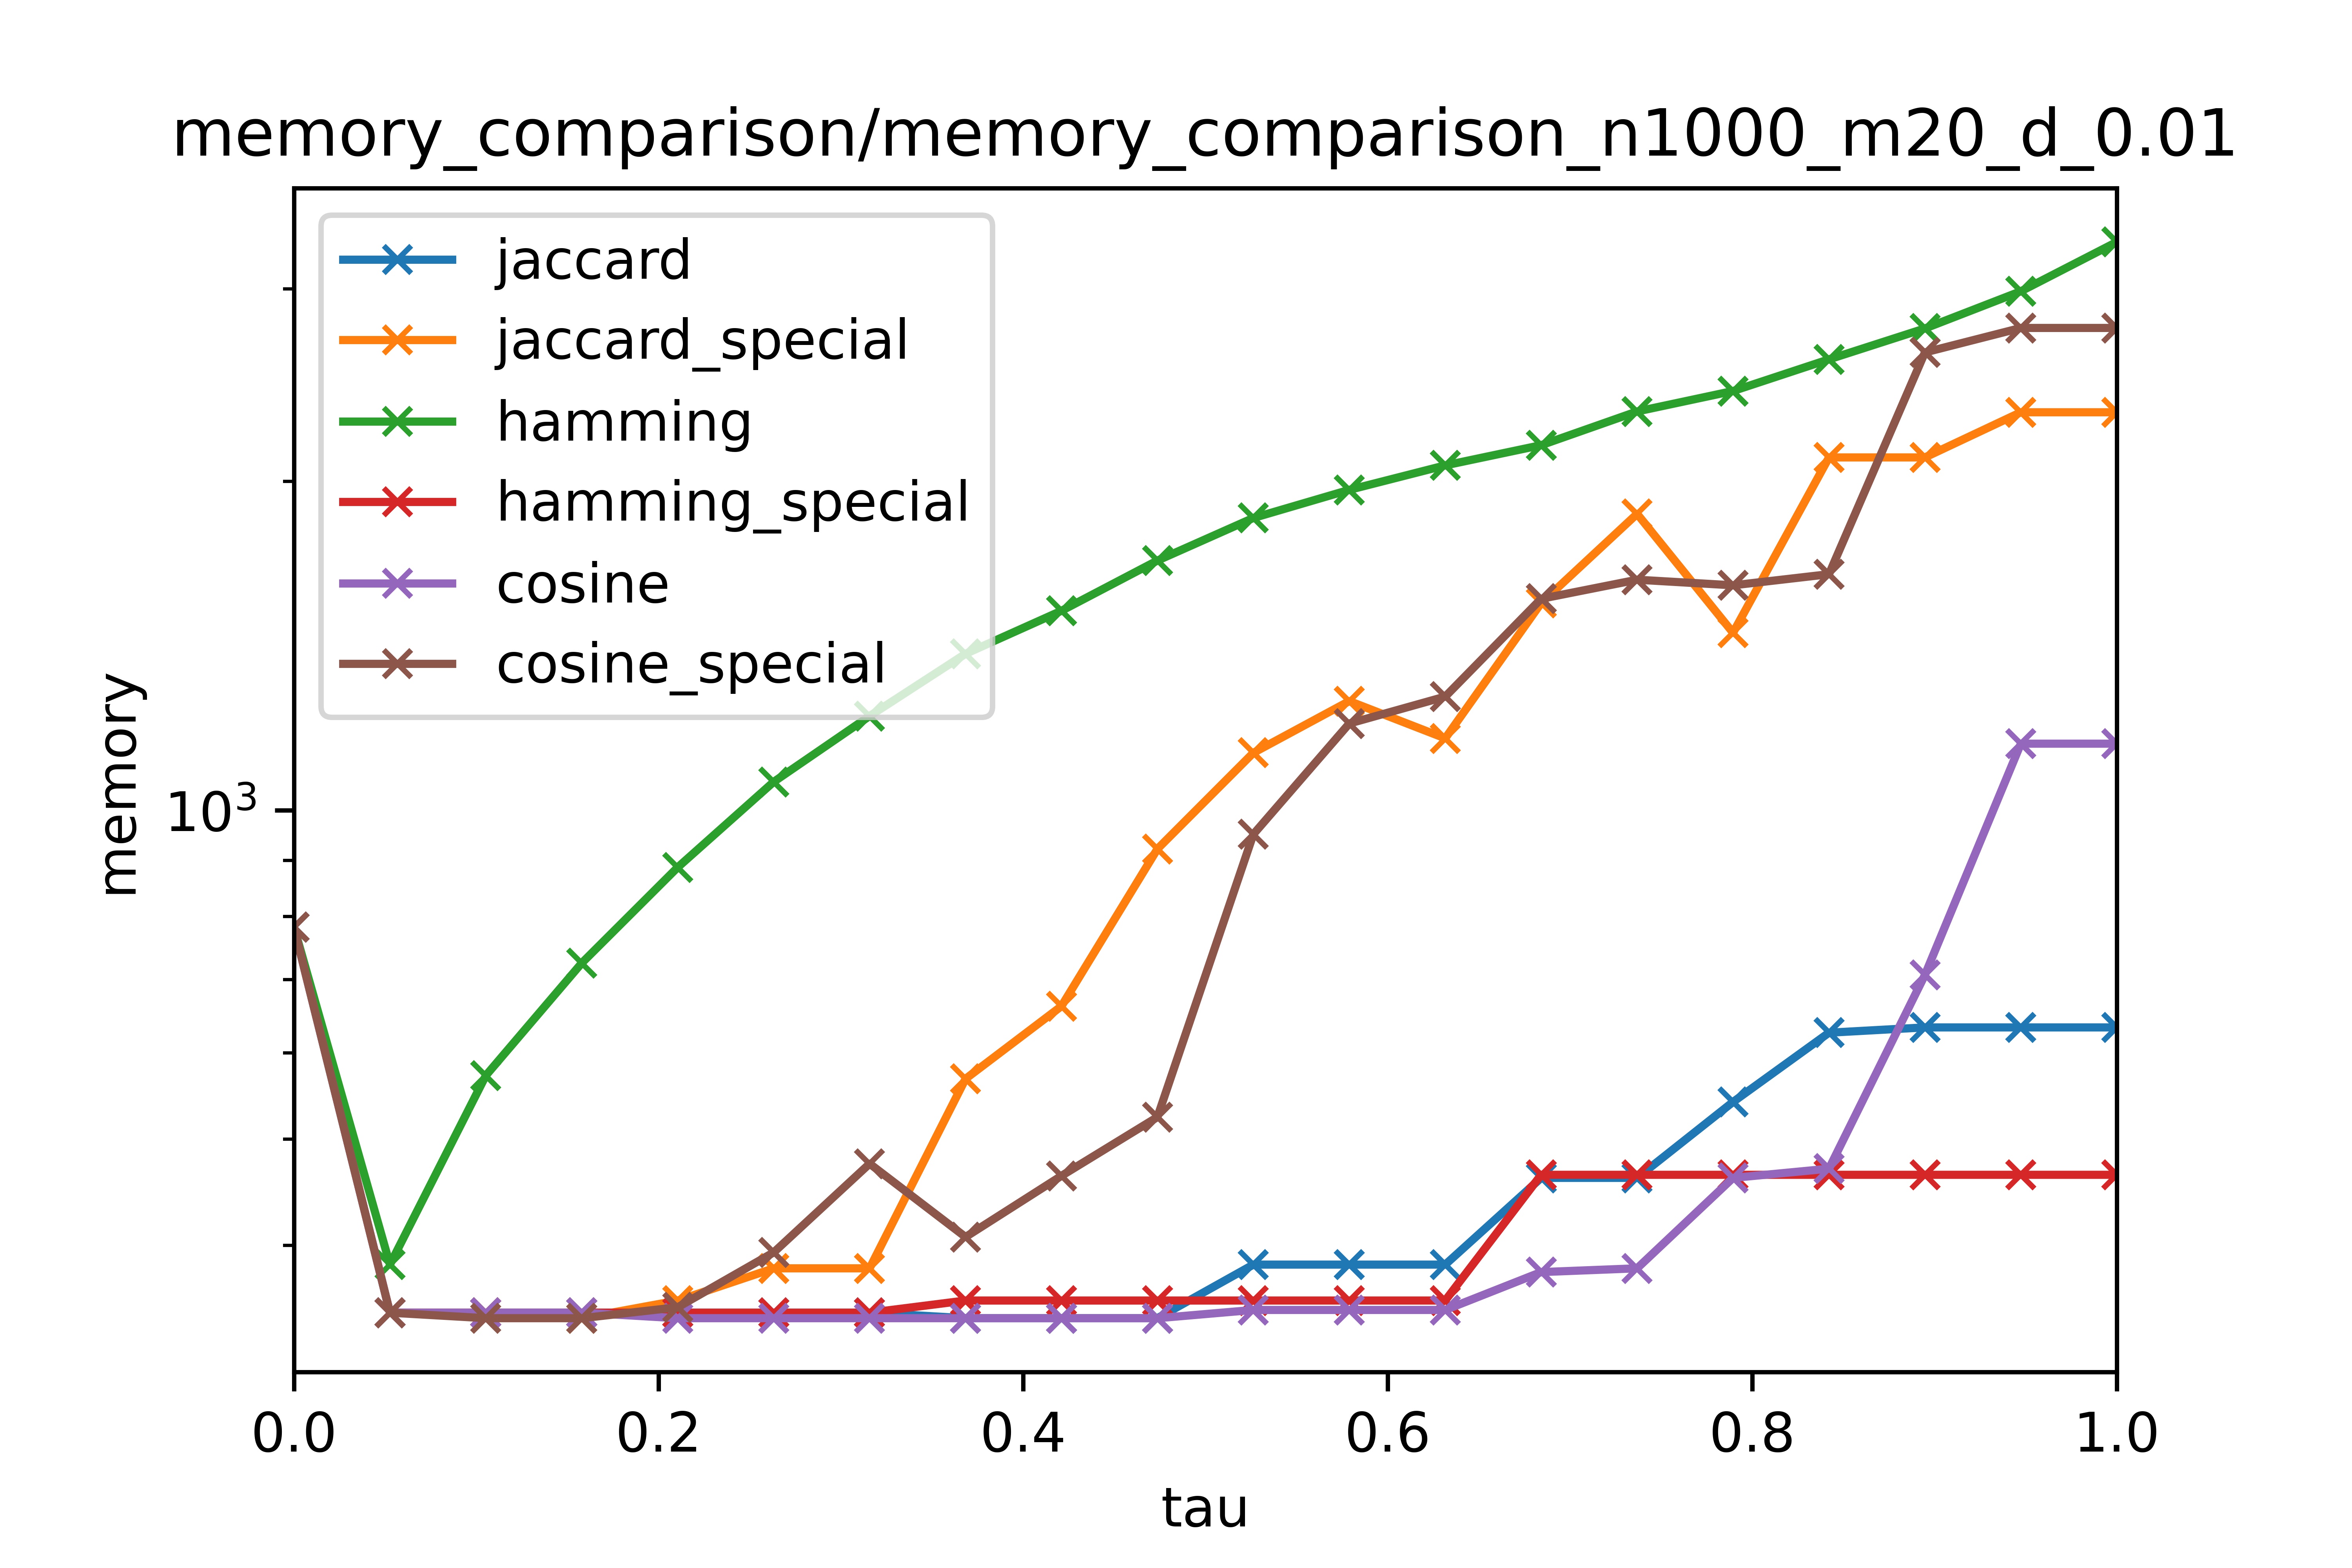 memory_comparison/memory_comparison_n1000_m20_d_0.01
jaccard
jaccard_special
hamming
hamming_special
cosine
cosine_special
memory
10³
0.0 0.2 0.4 0.6 0.8 1.0
tau